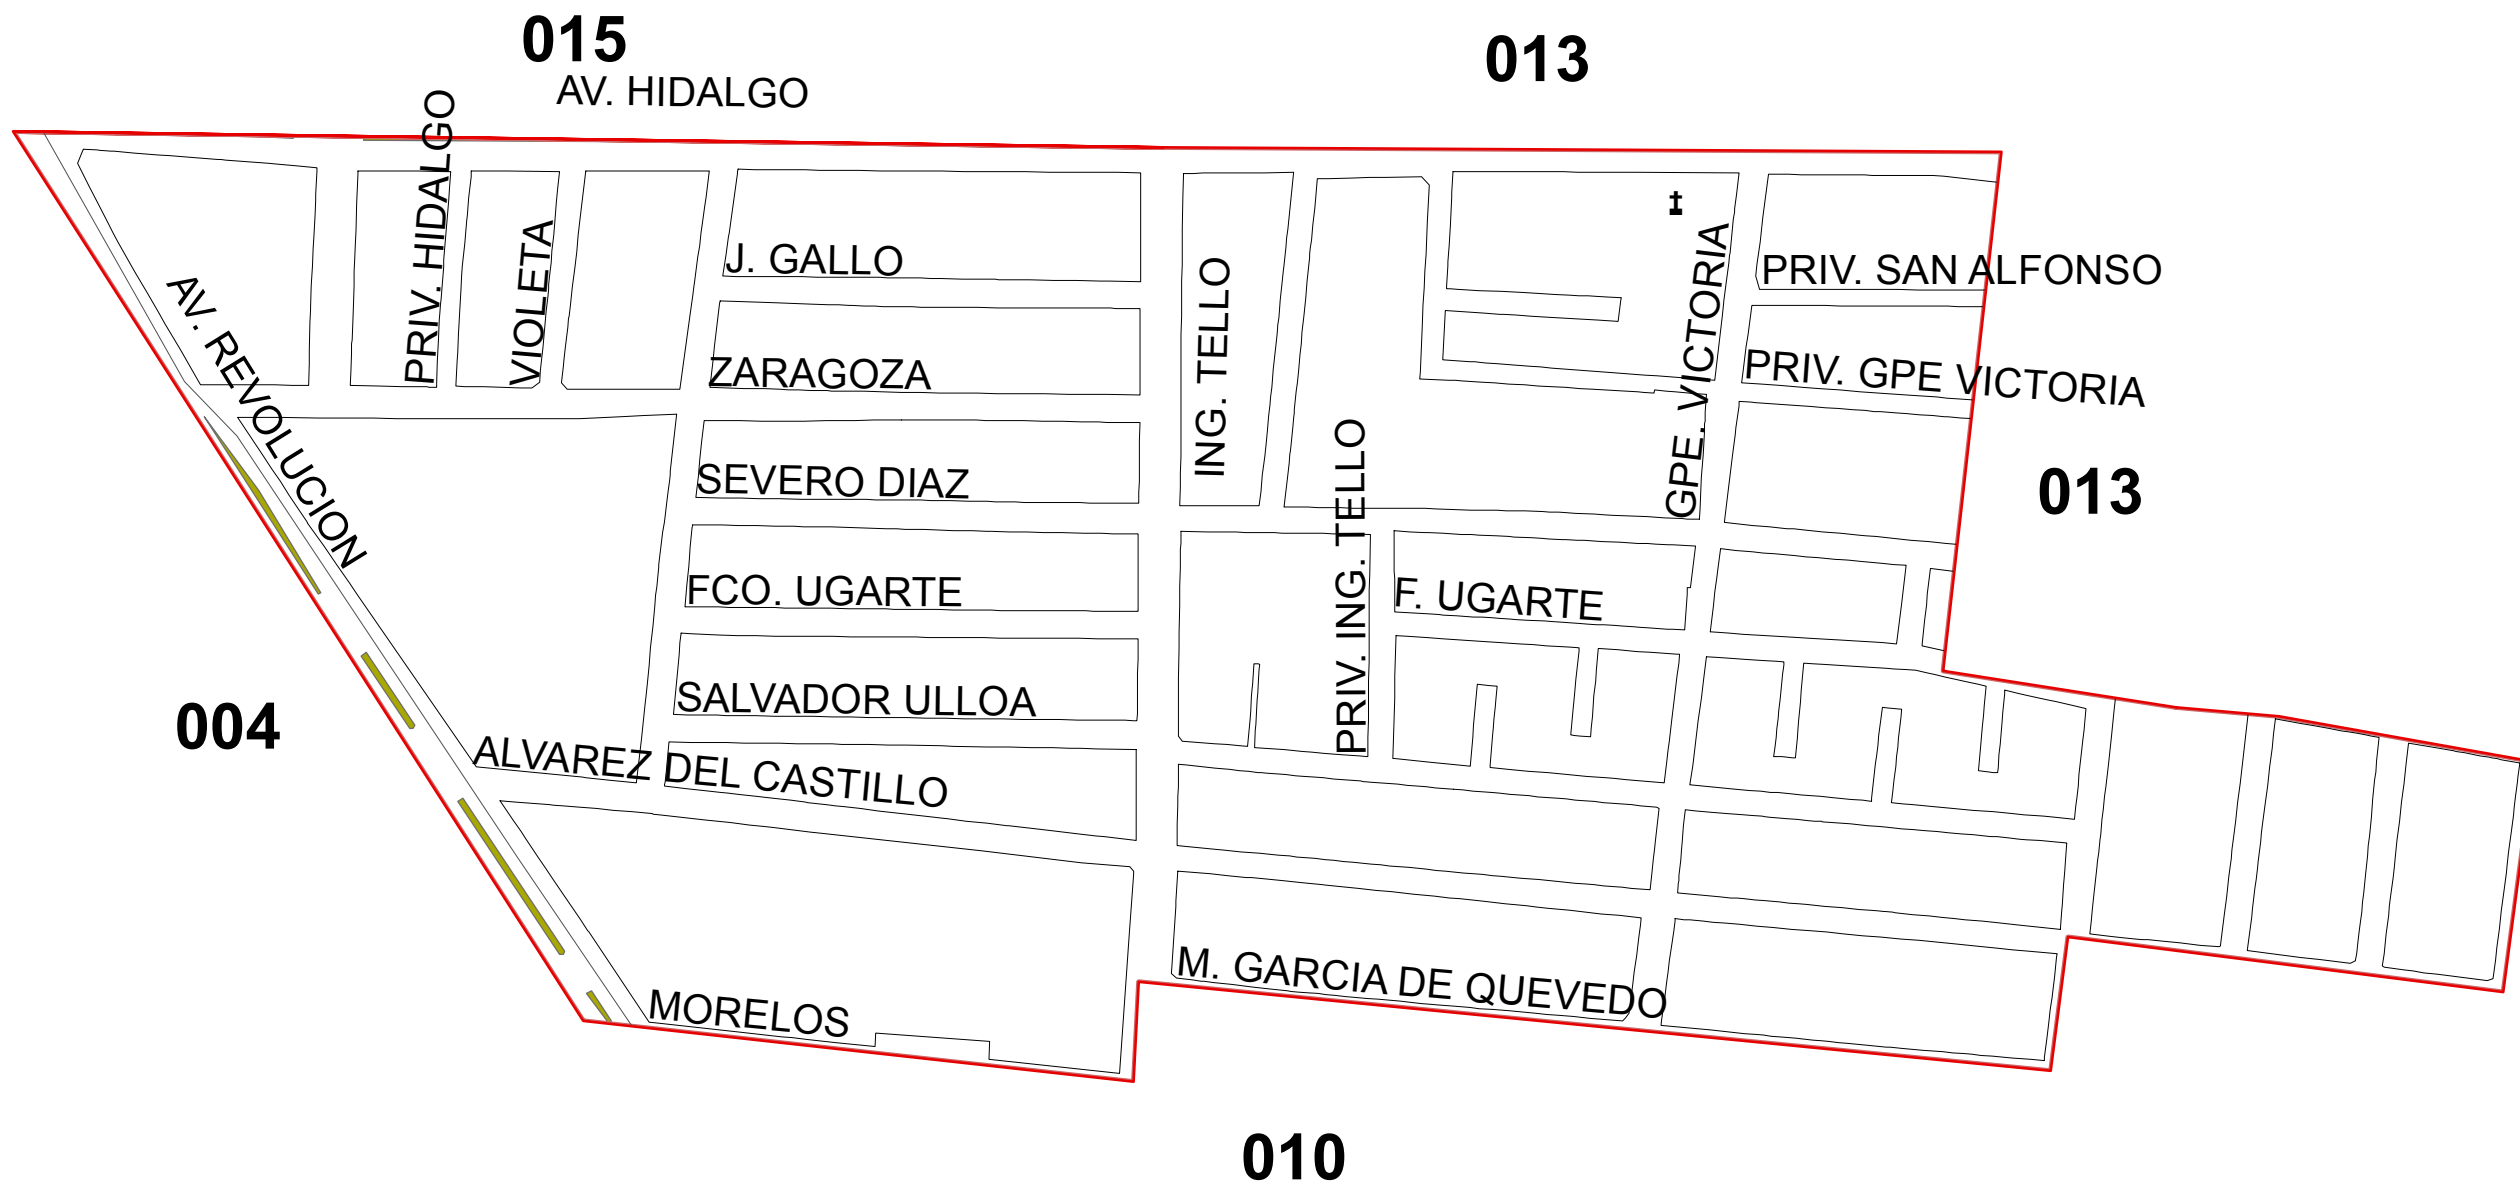 015
013
AV. HIDALGO
PRIV. HIDALGO
VIOLETA
J. GALLO
ING. TELLO
GPE. VICTORIA
PRIV. SAN ALFONSO
AV. REVOLUCION
ZARAGOZA
PRIV. GPE VICTORIA
SEVERO DIAZ
PRIV. ING. TELLO
013
FCO. UGARTE
F. UGARTE
SALVADOR ULLOA
004
ALVAREZ DEL CASTILLO
M. GARCIA DE QUEVEDO
MORELOS
010